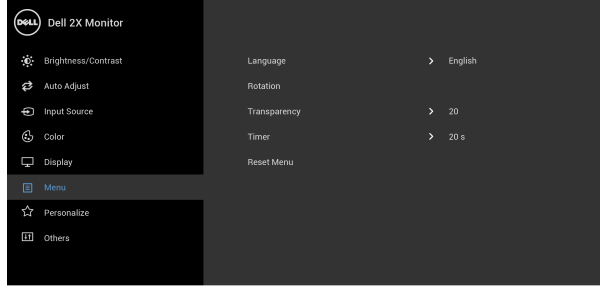 DELL Dell 2X Monitor
Brightness/Contrast
Auto Adjust
Input Source
Color
Display
Menu
Personalize
Others
Language > English
Rotation
Transparency > 20
Timer > 20 s
Reset Menu